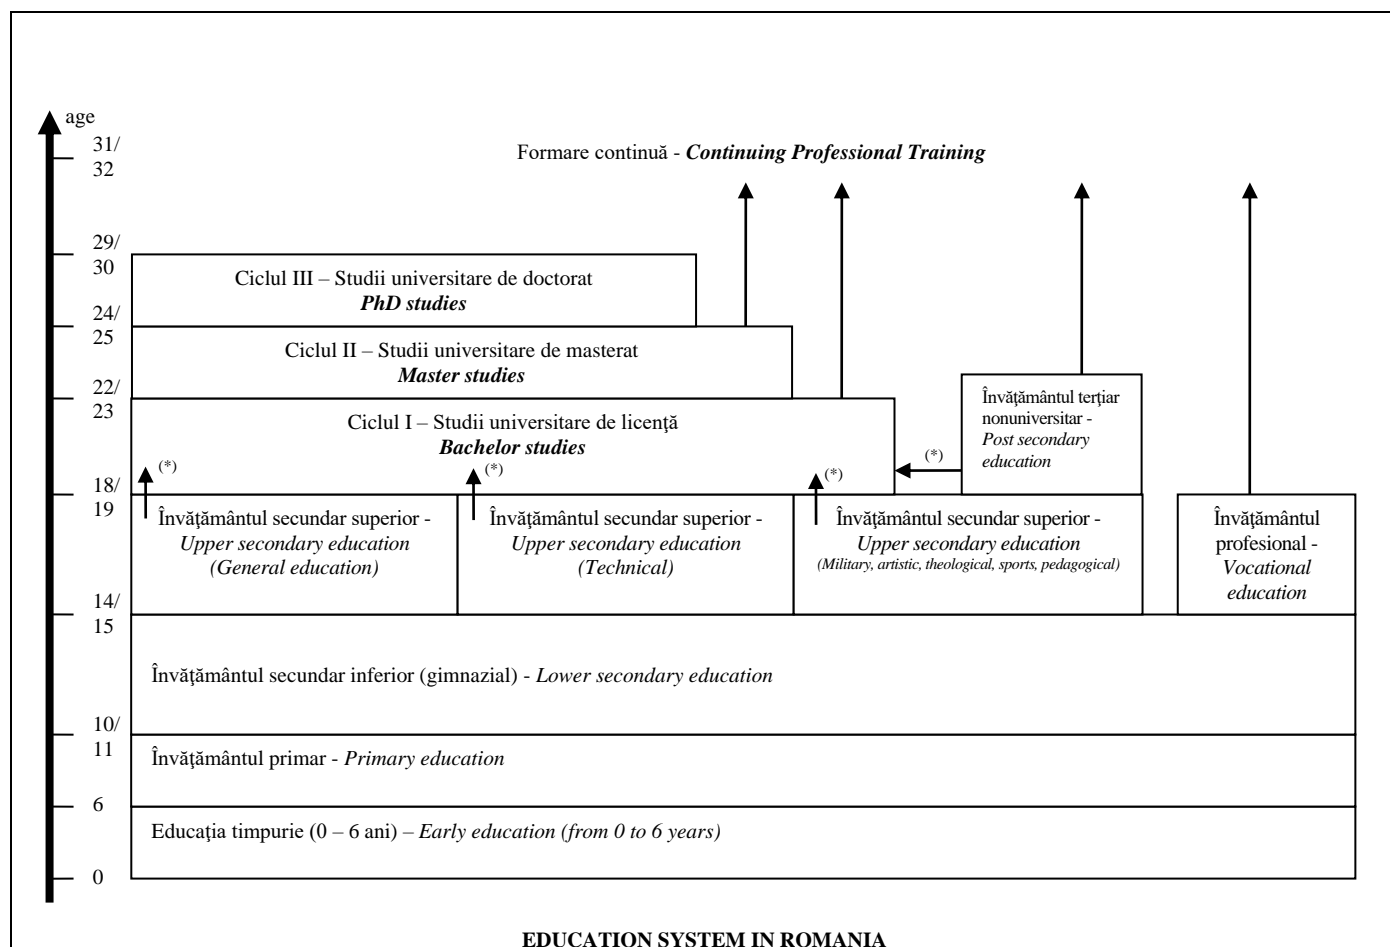 age
31/
32
Formare continuă - Continuing Professional Training
29/
30
Ciclul III – Studii universitare de doctorat
PhD studies
24/
25
Ciclul II – Studii universitare de masterat
Master studies
22/
23
Ciclul I – Studii universitare de licenţă
Bachelor studies
Învăţământul terţiar
nonuniversitar -
Post secondary
education
(*)
(*)
(*)
(*)
18/
19
Învăţământul secundar superior -
Upper secondary education
(General education)
Învăţământul secundar superior -
Upper secondary education
(Technical)
Învăţământul secundar superior -
Upper secondary education
(Military, artistic, theological, sports, pedagogical)
Învăţământul
profesional -
Vocational
education
14/
15
Învăţământul secundar inferior (gimnazial) - Lower secondary education
10/
11
Învăţământul primar - Primary education
6
Educaţia timpurie (0 – 6 ani) – Early education (from 0 to 6 years)
0
EDUCATION SYSTEM IN ROMANIA